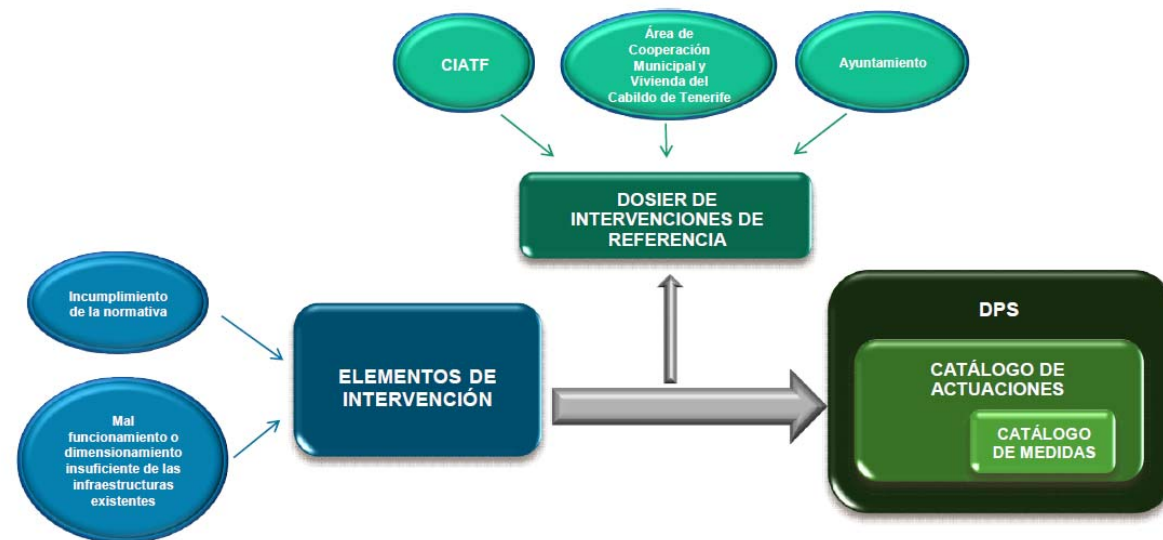 CIATF
Área de
Cooperación
Municipal y
Vivienda del
Cabildo de Tenerife
Ayuntamiento
DOSIER DE
INTERVENCIONES DE
REFERENCIA
Incumplimiento
de la normativa
Mal
funcionamiento o
dimensionamiento
insuficiente de las
infraestructuras
existentes
ELEMENTOS DE
INTERVENCIÓN
DPS
CATÁLOGO DE
ACTUACIONES
CATÁLOGO
DE MEDIDAS